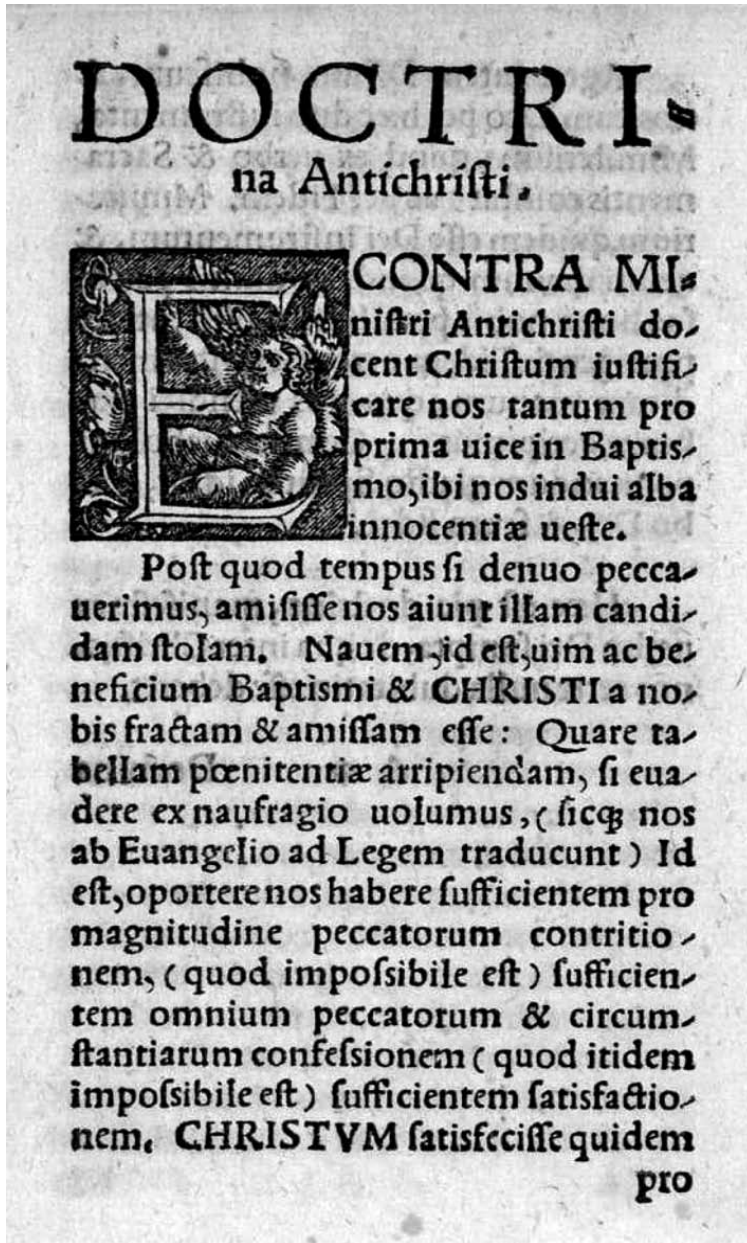 DOCTRI-
na Antichriſti.
E CONTRA MI-
niſtri Antichriſti do-
cent Chriſtum iuſtifi-
care nos tantum pro
prima uice in Baptiſ-
mo, ibi nos indui alba
innocentiæ ueſte.
Poſt quod tempus ſi denuo pecca-
uerimus, amiſiſſe nos aiunt illam candi-
dam ſtolam. Nauem, id eſt, uim ac be-
neficium Baptiſmi & CHRISTI a no-
bis fractam & amiſſam eſſe: Quare ta-
bellam pœnitentiæ arripiendam, ſi eua-
dere ex naufragio uolumus, (ſicꝙ nos
ab Euangelio ad Legem traducunt) Id
eſt, oportere nos habere ſufficientem pro
magnitudine peccatorum contritio-
nem, (quod impoſsibile eſt) ſufficien-
tem omnium peccatorum & circum-
ſtantiarum confeſsionem (quod itidem
impoſsibile eſt) ſufficientem ſatisfactio-
nem. CHRISTVM ſatisfeciſſe quidem
pro